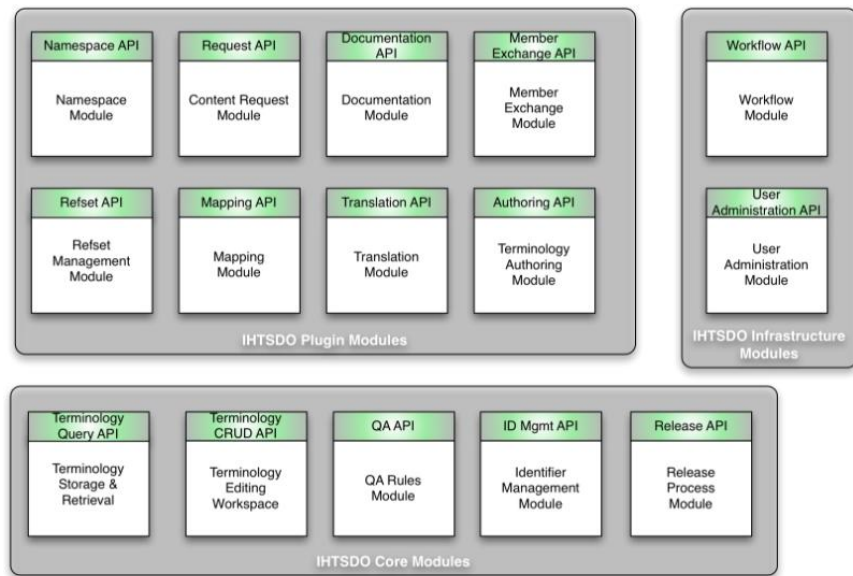 Namespace API
Namespace
Module
Request API
Content Request
Module
Documentation
API
Documentation
Module
Member
Exchange API
Member
Exchange
Module
Refset API
Refset
Management
Module
Mapping API
Mapping
Module
Translation API
Translation
Module
Authoring API
Terminology
Authoring
Module
IHTSDO Plugin Modules
Workflow API
Workflow
Module
User
Administration API
User
Administration
Module
IHTSDO Infrastructure
Modules
Terminology
Query API
Terminology
Storage &
Retrieval
Terminology
CRUD API
Terminology
Editing
Workspace
QA API
QA Rules
Module
ID Mgmt API
Identifier
Management
Module
Release API
Release
Process
Module
IHTSDO Core Modules